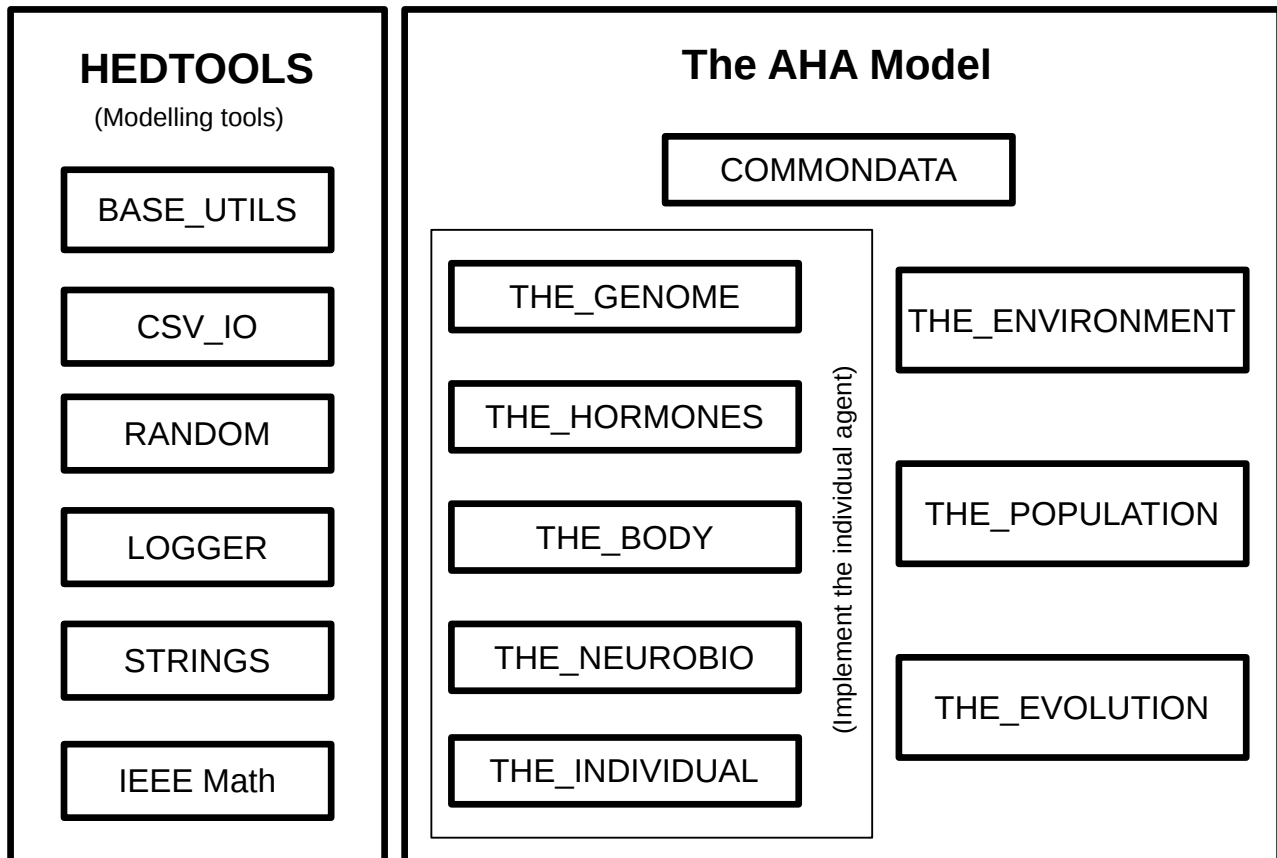 HEDTOOLS
(Modelling tools)
BASE_UTILS
CSV_IO
RANDOM
LOGGER
STRINGS
IEEE Math
The AHA Model
COMMONDATA
THE_GENOME
THE_HORMONES
THE_BODY
THE_NEUROBIO
THE_INDIVIDUAL
(Implement the individual agent)
THE_ENVIRONMENT
THE_POPULATION
THE_EVOLUTION